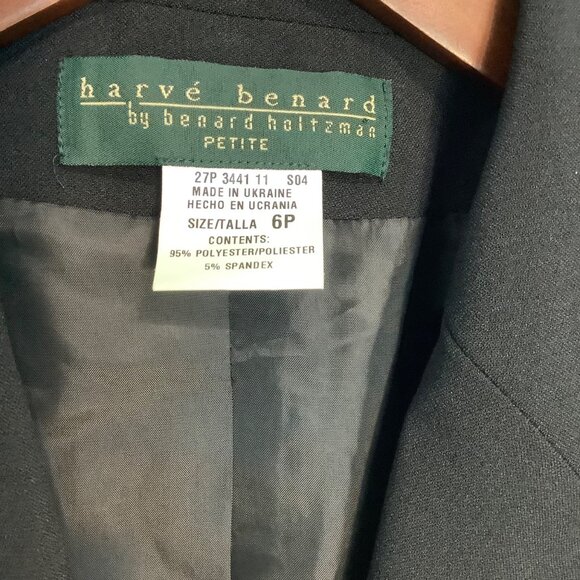 harvé benard
by benard holtzman
PETITE
27P 3441 11 S04
MADE IN UKRAINE
HECHO EN UCRANIA
SIZE/TALLA 6P
CONTENTS:
95% POLYESTER/POLIESTER
5% SPANDEX